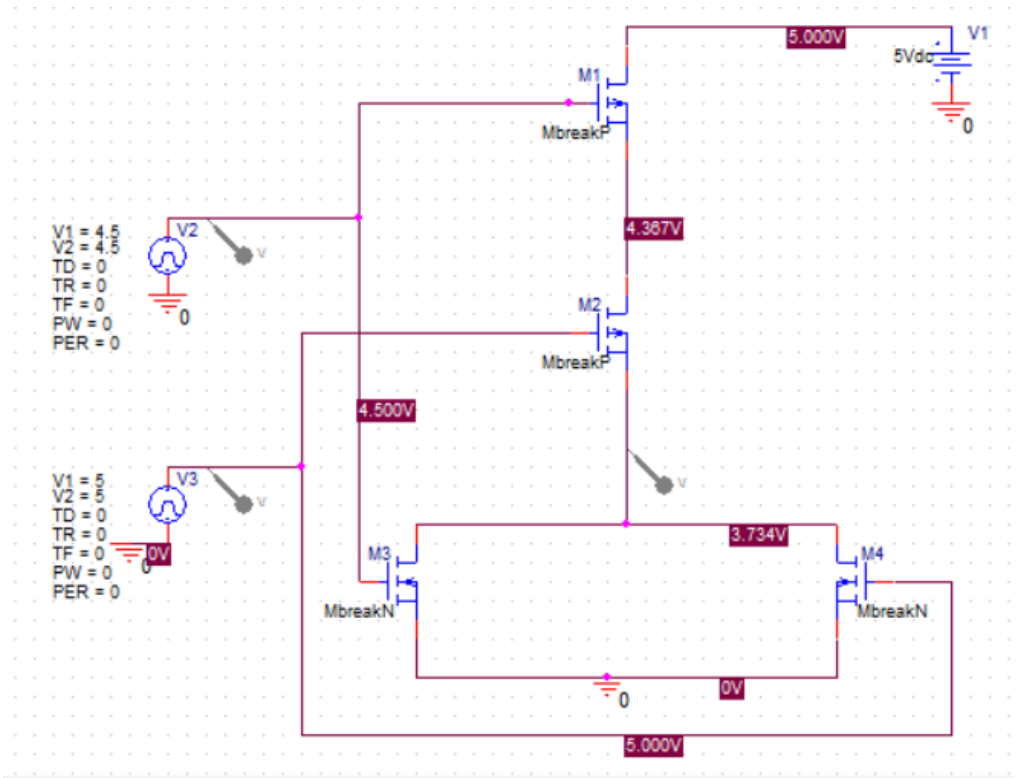 5.000V
V1
5Vdc
0
M1
MbreakP
V1 = 4.5
V2 = 4.5
TD = 0
TR = 0
TF = 0
PW = 0
PER = 0
V2
V
0
4.367V
M2
MbreakP
4.500V
V1 = 5
V2 = 5
TD = 0
TR = 0
TF = 0
PW = 0
PER = 0
V3
V
0V
0
V
3.734V
M3
MbreakN
M4
MbreakN
0
0V
5.000V